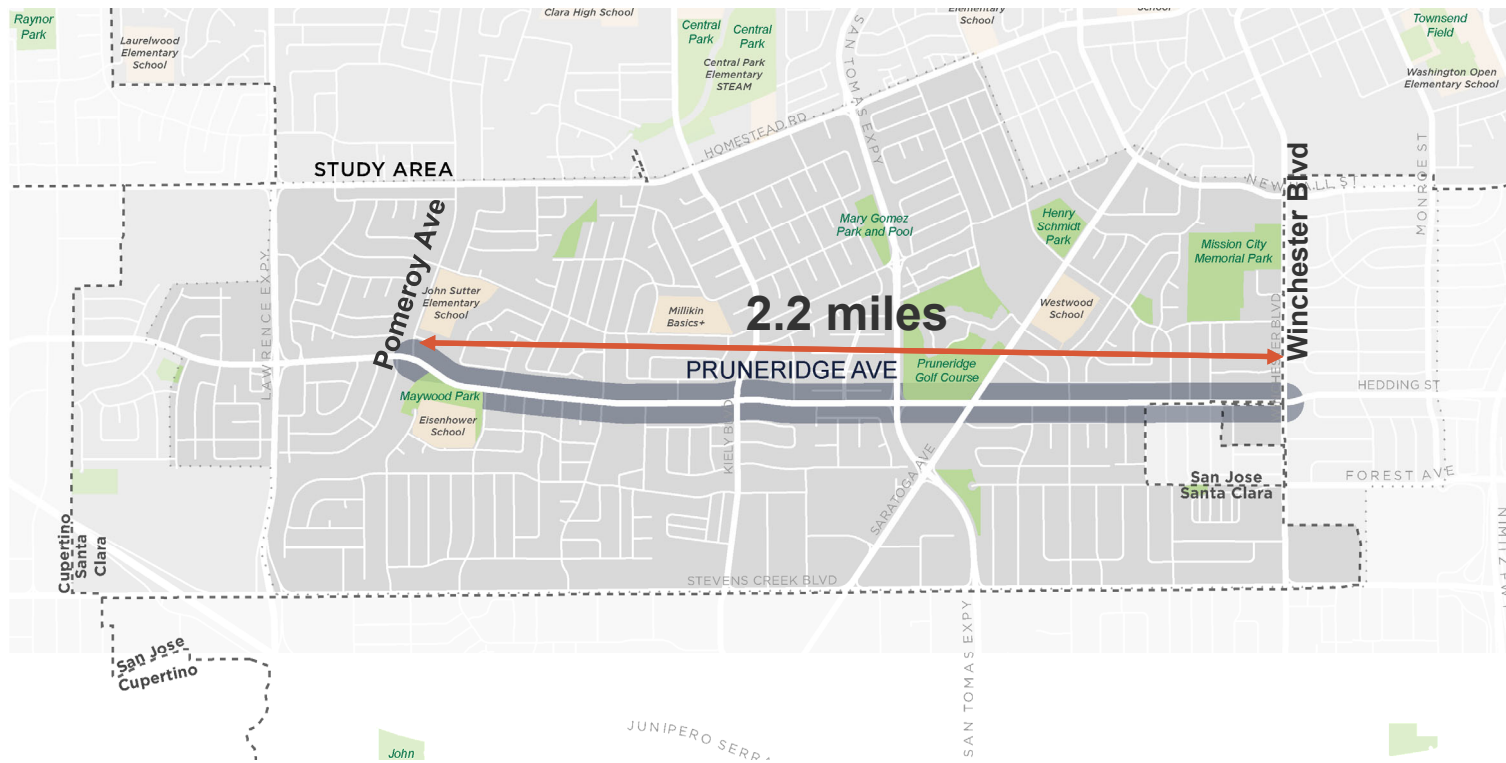 Raynor
Park
Laurelwood
Elementary
School
Clara High School
Central
Park
Central
Park
Central Park
Elementary
STEAM
SAN TOMAS EXPY
Elementary
School
School
Townsend
Field
Washington Open
Elementary School
HOMESTEAD RD
STUDY AREA
NEWHALL ST
MONROE ST
Winchester Blvd
Pomeroy Ave
LAWRENCE EXPY
Mary Gomez
Park and Pool
Henry
Schmidt
Park
Mission City
Memorial Park
John Sutter
Elementary
School
Millikin
Basics+
2.2 miles
Westwood
School
PRUNERIDGE AVE
Pruneridge
Golf Course
HESTER BLVD
HEDDING ST
Maywood Park
Eisenhower
School
KIELY BLVD
SARATOGA AVE
San Jose
Santa Clara
FOREST AVE
Cupertino
Santa
Clara
NIMITZ FWY
STEVENS CREEK BLVD
San Jose
Cupertino
SAN TOMAS EXPY
JUNIPERO SERRA
John